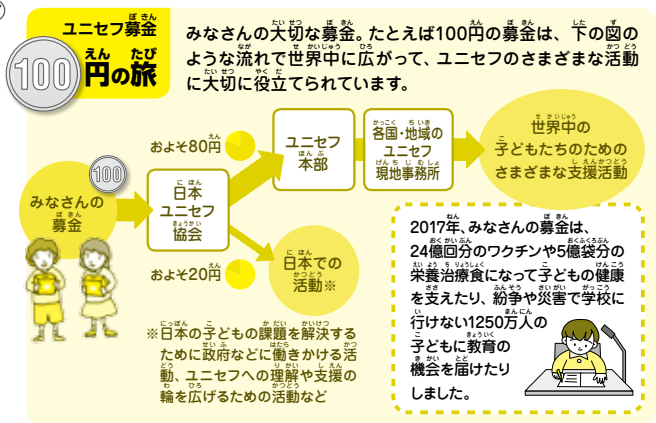 ユニセフ募金
100円の旅
みなさんの大切な募金。たとえば100円の募金は、下の図の
ような流れで世界中に広がって、ユニセフのさまざまな活動
に大切に役立てられています。
みなさんの
募金
100
日本
ユニセフ
協会
およそ80円
ユニセフ
本部
各国・地域の
ユニセフ
現地事務所
世界中の
子どもたちのための
さまざまな支援活動
およそ20円
日本での
活動※
※日本の子どもの課題を解決する
ために政府などに働きかける活
動、ユニセフへの理解や支援の
輪を広げるための活動など
2017年、みなさんの募金は、
24億回分のワクチンや5億袋分の
栄養治療食になって子どもの健康
を支えたり、紛争や災害で学校に
行けない1250万人の
子どもに教育の
機会を届けたり
しました。